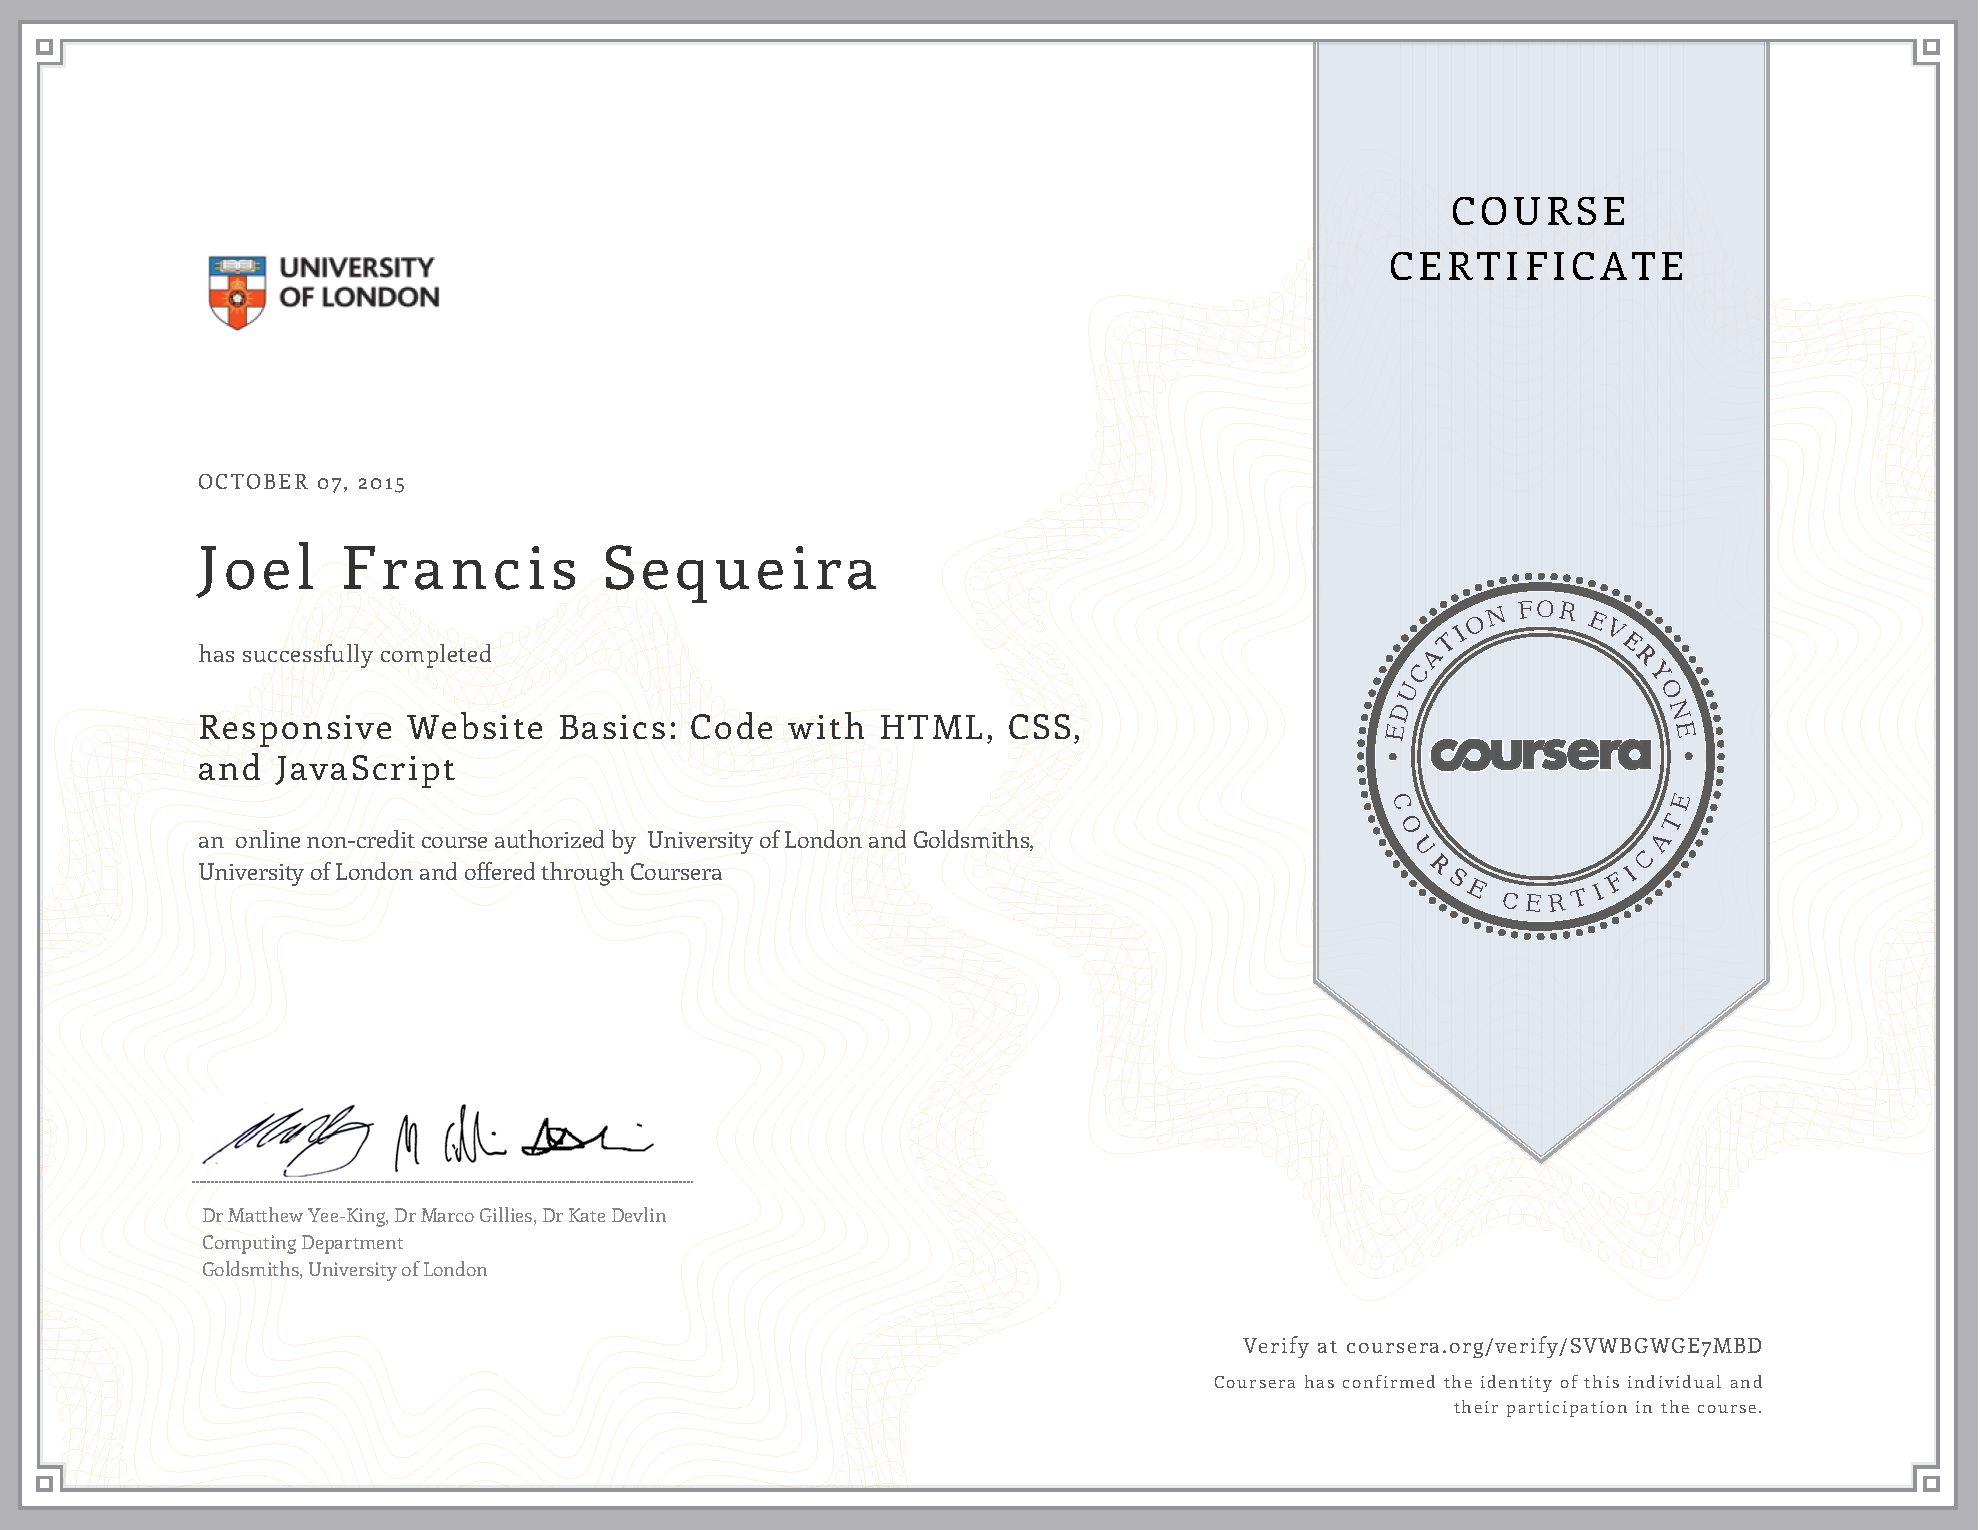 UNIVERSITY
OF LONDON
COURSE
CERTIFICATE
OCTOBER 07, 2015
Joel Francis Sequeira
has successfully completed
Responsive Website Basics: Code with HTML, CSS,
and JavaScript
an online non-credit course authorized by University of London and Goldsmiths,
University of London and offered through Coursera
EDUCATION FOR EVERYONE
coursera
COURSE CERTIFICATE
Dr Matthew Yee-King, Dr Marco Gillies, Dr Kate Devlin
Computing Department
Goldsmiths, University of London
Verify at coursera.org/verify/SVWBGWGE7MBD
Coursera has confirmed the identity of this individual and
their participation in the course.